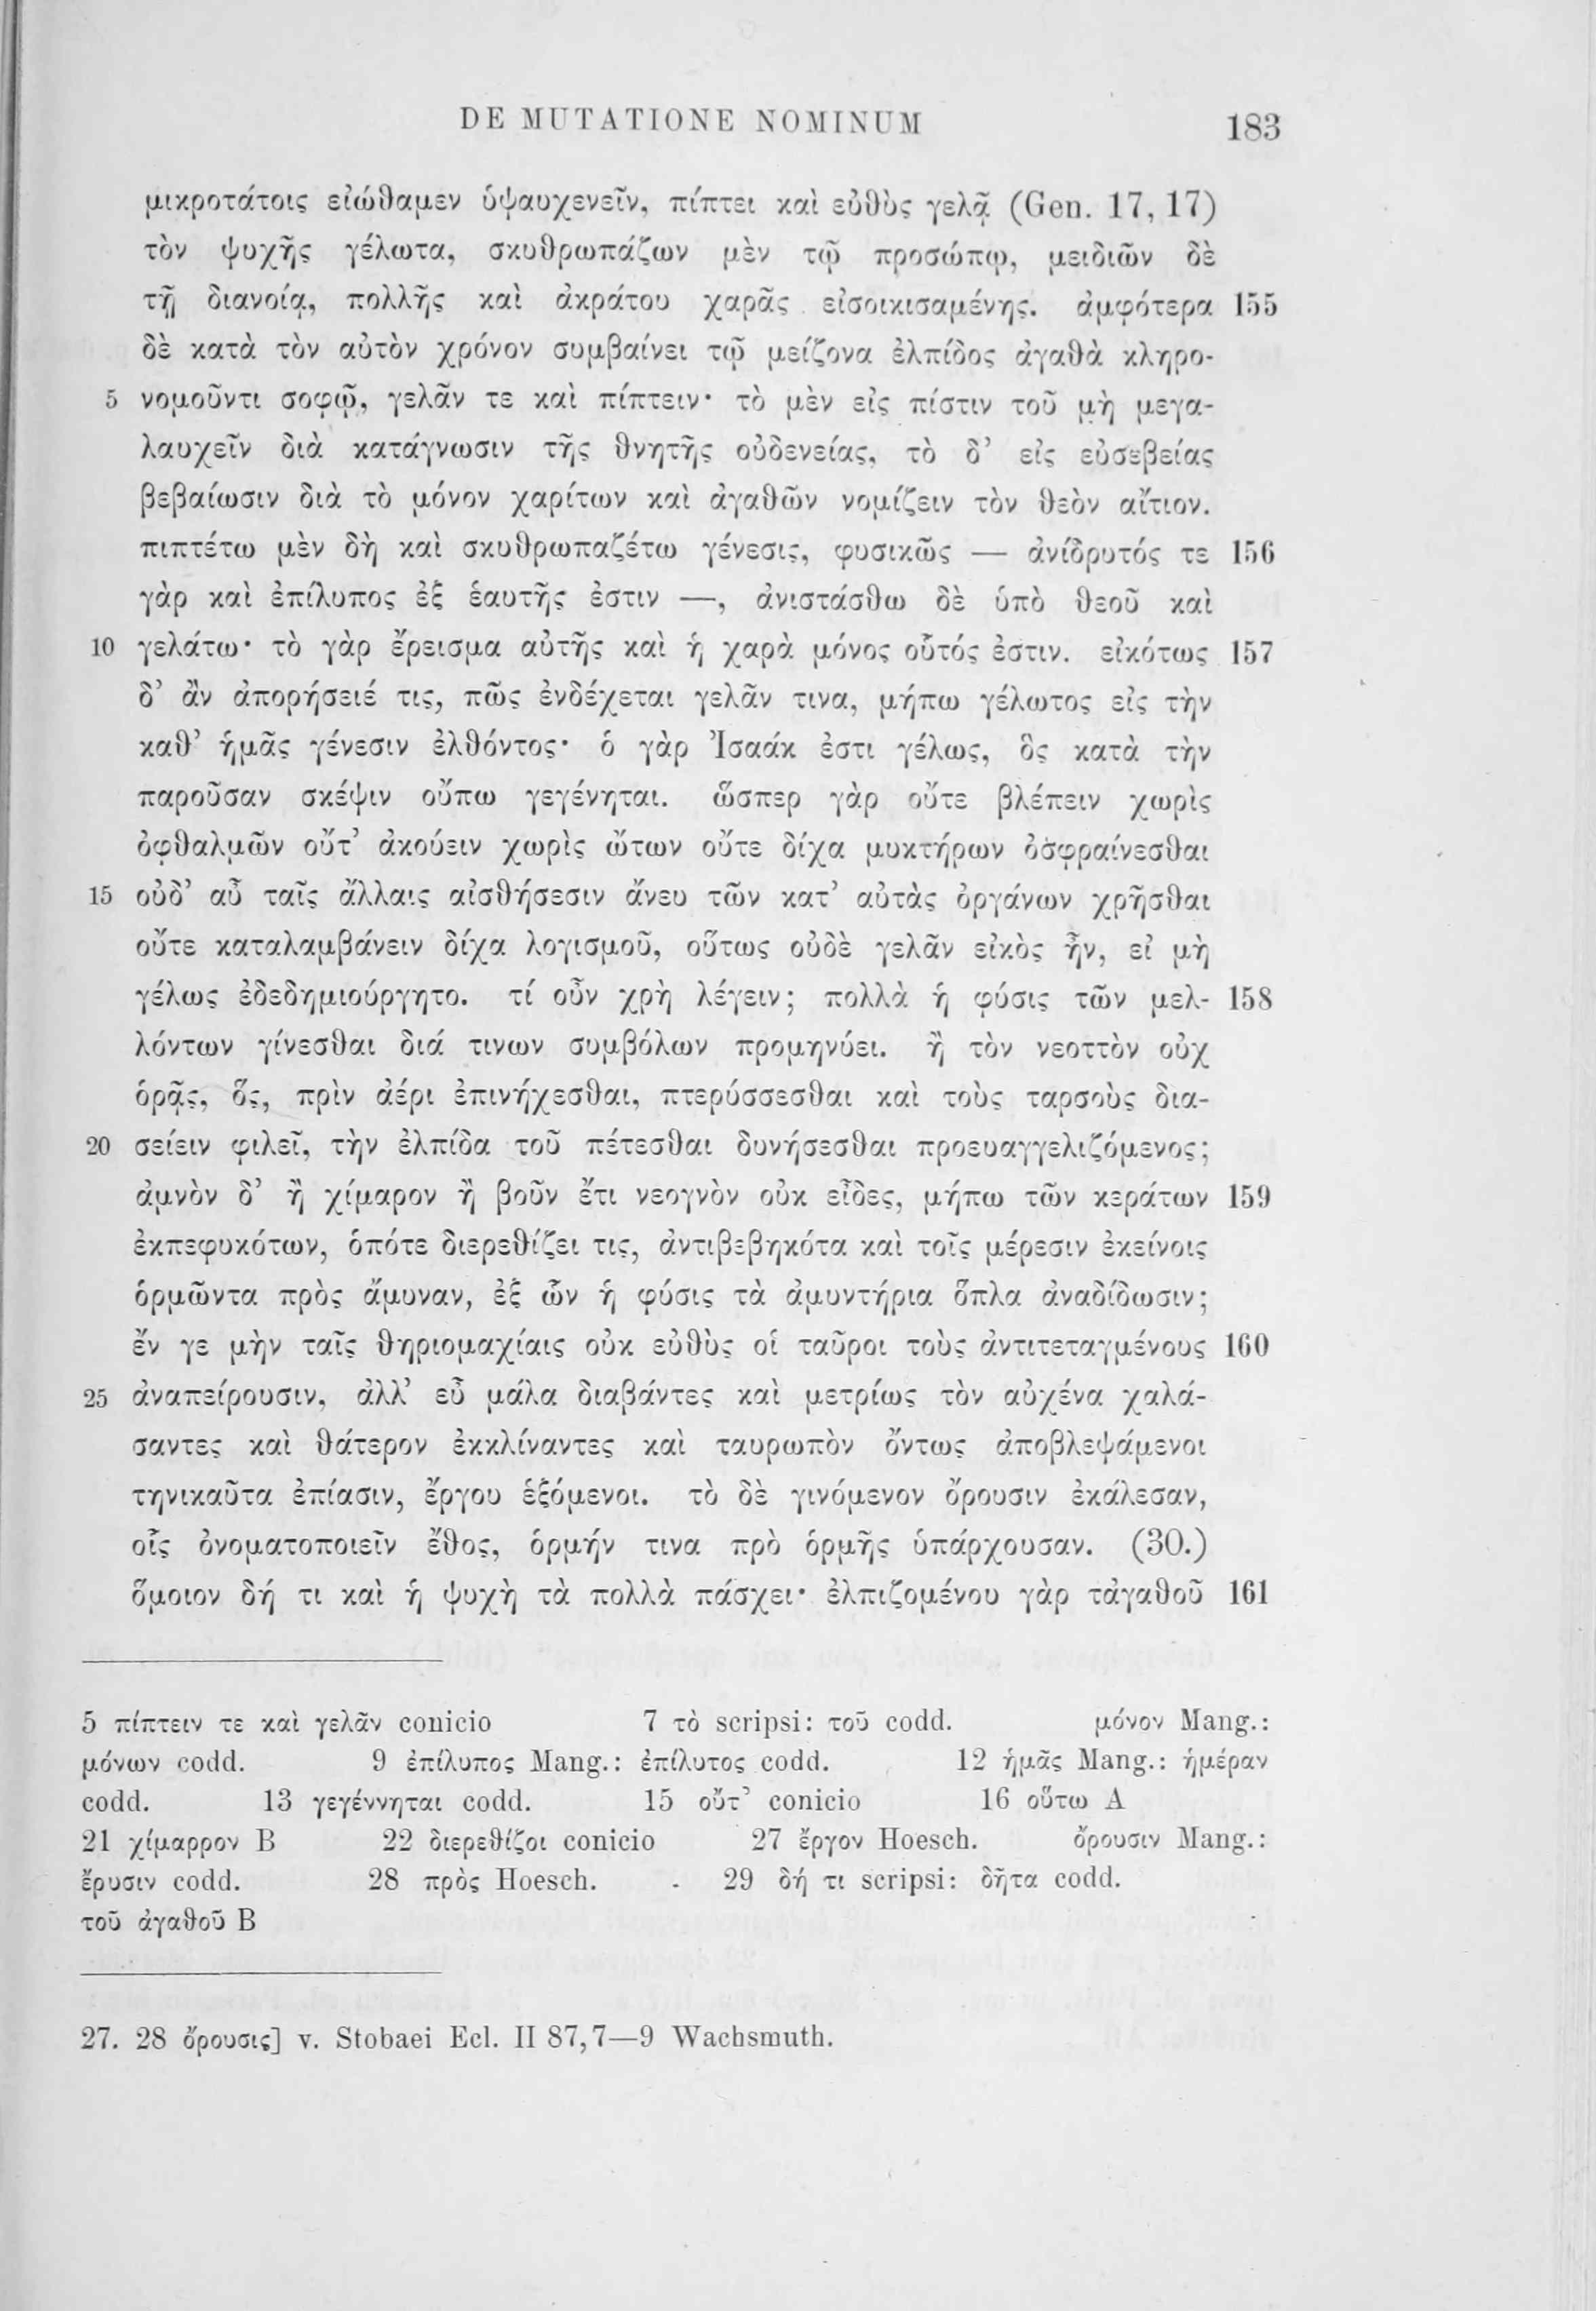 DE MUTATIONE NOMINUM 183
μικροτάτοις εἰώθαμεν ὑψαυχενεῖν, πίπτει καὶ εὐθὺς γελᾷ (Gen. 17, 17)
τὸν ψυχῆς γέλωτα, σκυθρωπάζων μὲν τῷ προσώπῳ, μειδιῶν δὲ
τῇ διανοίᾳ, πολλῆς καὶ ἀκράτου χαρᾶς εἰσοικισαμένης. ἀμφότερα 155
δὲ κατὰ τὸν αὐτὸν χρόνον συμβαίνει τῷ μείζονα ἐλπίδος ἀγαθὰ κληρο-
5 νομοῦντι σοφῷ, γελᾶν τε καὶ πίπτειν· τὸ μὲν εἰς πίστιν τοῦ μὴ μεγα-
λαυχεῖν διὰ κατάγνωσιν τῆς θνητῆς οὐδενείας, τὸ δ’ εἰς εὐσεβείας
βεβαίωσιν διὰ τὸ μόνον χαρίτων καὶ ἀγαθῶν νομίζειν τὸν θεὸν αἴτιον.
πιπτέτω μὲν δὴ καὶ σκυθρωπαζέτω γένεσις, φυσικῶς — ἀνίδρυτός τε 156
γὰρ καὶ ἐπίλυπος ἐξ ἑαυτῆς ἐστιν —, ἀνιστάσθω δὲ ὑπὸ θεοῦ καὶ
10 γελάτω· τὸ γὰρ ἔρεισμα αὐτῆς καὶ ἡ χαρὰ μόνος οὗτός ἐστιν. εἰκότως 157
δ’ ἂν ἀπορήσειέ τις, πῶς ἐνδέχεται γελᾶν τινα, μήπω γέλωτος εἰς τὴν
καθ’ ἡμᾶς γένεσιν ἐλθόντος· ὁ γὰρ Ἰσαάκ ἐστι γέλως, ὃς κατὰ τὴν
παροῦσαν σκέψιν οὔπω γεγένηται. ὥσπερ γὰρ οὔτε βλέπειν χωρὶς
ὀφθαλμῶν οὔτ’ ἀκούειν χωρὶς ὤτων οὔτε δίχα μυκτήρων ὀσφραίνεσθαι
15 οὐδ’ αὖ ταῖς ἄλλαις αἰσθήσεσιν ἄνευ τῶν κατ’ αὐτὰς ὀργάνων χρῆσθαι
οὔτε καταλαμβάνειν δίχα λογισμοῦ, οὕτως οὐδὲ γελᾶν εἰκὸς ἦν, εἰ μὴ
γέλως ἐδεδημιούργητο. τί οὖν χρὴ λέγειν; πολλὰ ἡ φύσις τῶν μελ- 158
λόντων γίνεσθαι διά τινων συμβόλων προμηνύει. ἢ τὸν νεοττὸν οὐχ
ὁρᾷς, ὅς, πρὶν ἀέρι ἐπινήχεσθαι, πτερύσσεσθαι καὶ τοὺς ταρσοὺς δια-
20 σείειν φιλεῖ, τὴν ἐλπίδα τοῦ πέτεσθαι δυνήσεσθαι προευαγγελιζόμενος;
ἀμνὸν δ’ ἢ χίμαρον ἢ βοῦν ἔτι νεογνὸν οὐκ εἶδες, μήπω τῶν κεράτων 159
ἐκπεφυκότων, ὁπότε διερεθίζει τις, ἀντιβεβηκότα καὶ τοῖς μέρεσιν ἐκείνοις
ὁρμῶντα πρὸς ἄμυναν, ἐξ ὧν ἡ φύσις τὰ ἀμυντήρια ὅπλα ἀναδίδωσιν;
ἔν γε μὴν ταῖς θηριομαχίαις οὐκ εὐθὺς οἱ ταῦροι τοὺς ἀντιτεταγμένους 160
25 ἀναπείρουσιν, ἀλλ’ εὖ μάλα διαβάντες καὶ μετρίως τὸν αὐχένα χαλά-
σαντες καὶ θάτερον ἐκκλίναντες καὶ ταυρωπὸν ὄντως ἀποβλεψάμενοι
τηνικαῦτα ἐπίασιν, ἔργου ἑξόμενοι. τὸ δὲ γινόμενον ὄρουσιν ἐκάλεσαν,
οἷς ὀνοματοποιεῖν ἔθος, ὁρμήν τινα πρὸ ὁρμῆς ὑπάρχουσαν. (30.)
ὅμοιον δή τι καὶ ἡ ψυχὴ τὰ πολλὰ πάσχει· ἐλπιζομένου γὰρ τἀγαθοῦ 161
5 πίπτειν τε καὶ γελᾶν conicio 7 τὸ scripsi: τοῦ codd. μόνον Mang.:
μόνων codd. 9 ἐπίλυπος Mang.: ἐπίλυτος codd. 12 ἡμᾶς Mang.: ἡμέραν
codd. 13 γεγέννηται codd. 15 οὔτ’ conicio 16 οὕτω A
21 χίμαρρον B 22 διερεθίζοι conicio 27 ἔργον Hoesch. ὄρουσιν Mang.:
ἔρυσιν codd. 28 πρὸς Hoesch. 29 δή τι scripsi: δῆτα codd.
τοῦ ἀγαθοῦ B
27. 28 ὄρουσις] v. Stobaei Ecl. II 87,7—9 Wachsmuth.